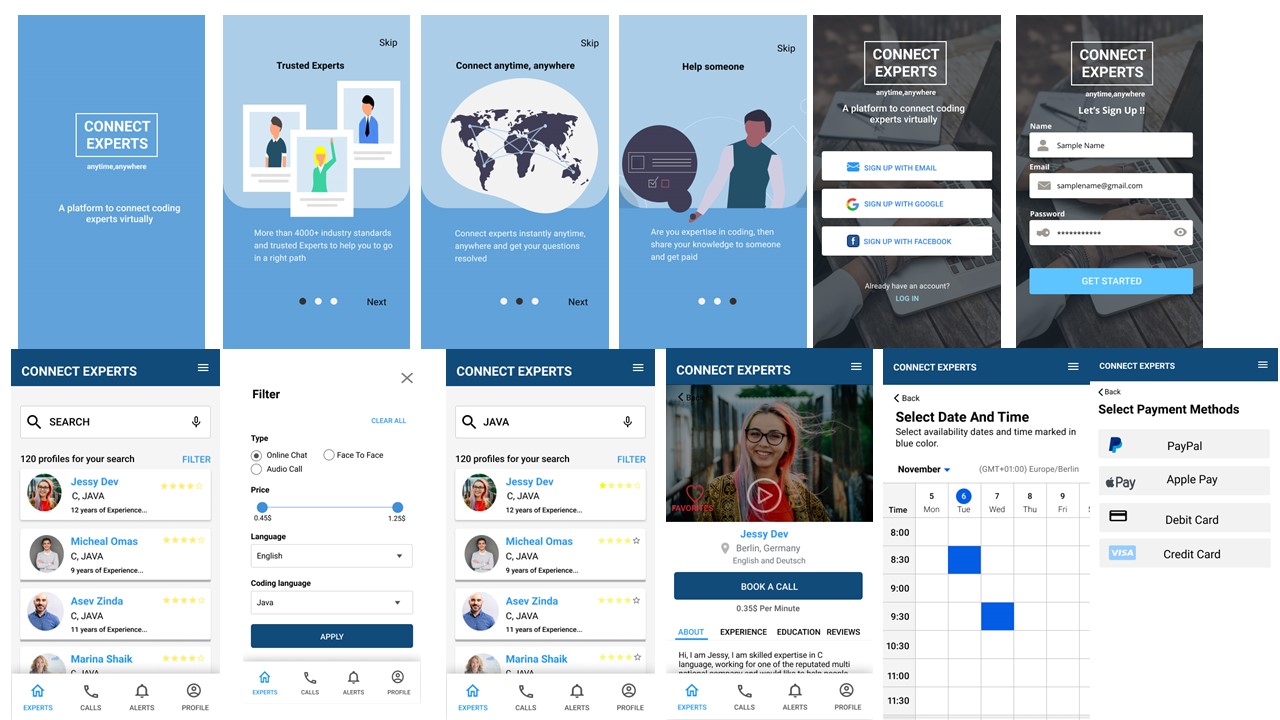 CONNECT
EXPERTS
anytime,anywhere
A platform to connect coding
experts virtually
Skip
Trusted Experts
More than 4000+ industry standards
and trusted Experts to help you to go
in a right path
Next
Skip
Connect anytime, anywhere
Connect experts instantly anytime,
anywhere and get your questions
resolved
Next
Skip
Help someone
Are you expertise in coding, then
share your knowledge to someone
and get paid
CONNECT
EXPERTS
anytime,anywhere
A platform to connect coding
experts virtually
SIGN UP WITH EMAIL
SIGN UP WITH GOOGLE
SIGN UP WITH FACEBOOK
Already have an account?
LOG IN
CONNECT
EXPERTS
anytime,anywhere
Let's Sign Up !!
Name
Sample Name
Email
samplename@gmail.com
Password
***********
GET STARTED
CONNECT EXPERTS
SEARCH
120 profiles for your search
FILTER
Jessy Dev
C, JAVA
12 years of Experience...
Micheal Omas
C, JAVA
9 years of Experience...
Asev Zinda
C, JAVA
11 years of Experience...
Marina Shaik
C, JAVA
EXPERTS
CALLS
ALERTS
PROFILE
Filter
CLEAR ALL
Type
Online Chat
Face To Face
Audio Call
Price
0.45$
1.25$
Language
English
Coding language
Java
APPLY
EXPERTS
CALLS
ALERTS
PROFILE
CONNECT EXPERTS
JAVA
120 profiles for your search
FILTER
Jessy Dev
C, JAVA
12 years of Experience...
Micheal Omas
C, JAVA
9 years of Experience...
Asev Zinda
C, JAVA
11 years of Experience...
Marina Shaik
C, JAVA
EXPERTS
CALLS
ALERTS
PROFILE
CONNECT EXPERTS
Back
FAVORITES
Jessy Dev
Berlin, Germany
English and Deutsch
BOOK A CALL
0.35$ Per Minute
ABOUT
EXPERIENCE
EDUCATION
REVIEWS
Hi, I am Jessy, I am skilled expertise in C
language, working for one of the reputated multi
national company and would like to help people
EXPERTS
CALLS
ALERTS
PROFILE
CONNECT EXPERTS
Back
Select Date And Time
Select availability dates and time marked in
blue color.
November
(GMT+01:00) Europe/Berlin
5 6 7 8 9
Time Mon Tue Wed Thu Fri
8:00
8:30
9:00
9:30
10:30
11:00
11:30
CONNECT EXPERTS
Back
Select Payment Methods
PayPal
Pay
Apple Pay
Debit Card
VISA
Credit Card